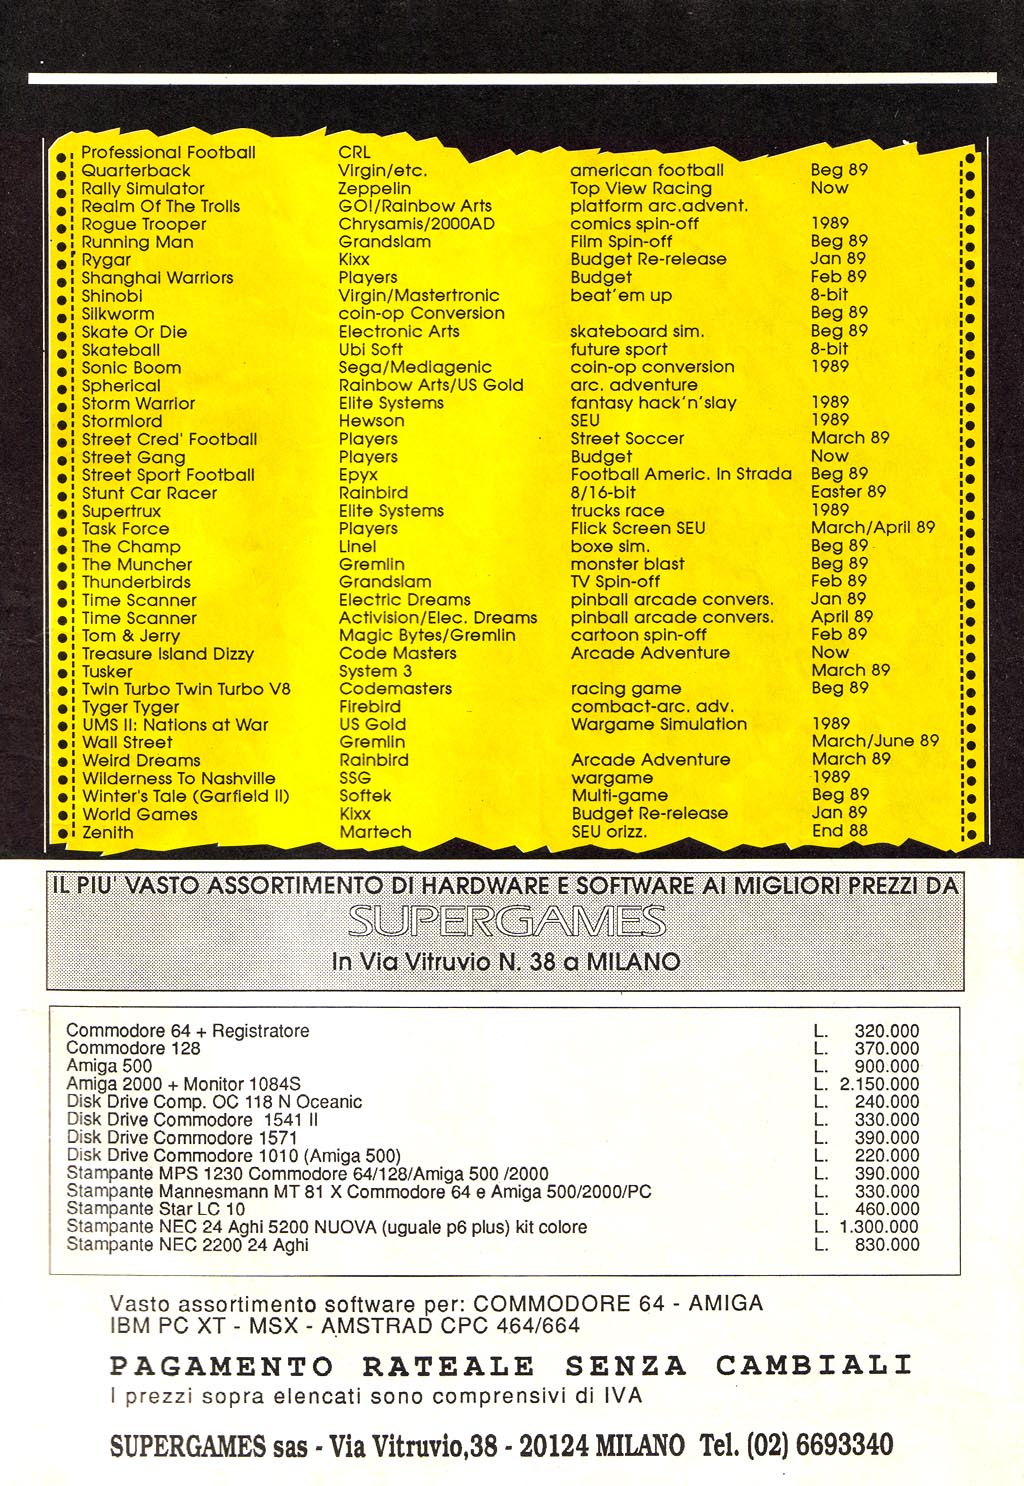 Professional Football CRL
Quarterback Virgin/etc. american football Beg 89
Rally Simulator Zeppelin Top View Racing Now
Realm Of The Trolls GO!/Rainbow Arts platform arc.advent.
Rogue Trooper Chrysamis/2000AD comics spin-off 1989
Running Man Grandslam Film Spin-off Beg 89
Rygar Kixx Budget Re-release Jan 89
Shanghai Warriors Players Budget Feb 89
Shinobi Virgin/Mastertronic beat'em up 8-bit
Silkworm coin-op Conversion Beg 89
Skate Or Die Electronic Arts skateboard sim. Beg 89
Skateball Ubi Soft future sport 8-bit
Sonic Boom Sega/Mediagenic coin-op conversion 1989
Spherical Rainbow Arts/US Gold arc. adventure
Storm Warrior Elite Systems fantasy hack'n'slay 1989
Stormlord Hewson SEU 1989
Street Cred' Football Players Street Soccer March 89
Street Gang Players Budget Now
Street Sport Football Epyx Football Americ. In Strada Beg 89
Stunt Car Racer Rainbird 8/16-bit Easter 89
Supertrux Elite Systems trucks race 1989
Task Force Players Flick Screen SEU March/April 89
The Champ Linel boxe sim. Beg 89
The Muncher Gremlin monster blast Beg 89
Thunderbirds Grandslam TV Spin-off Feb 89
Time Scanner Electric Dreams pinball arcade convers. Jan 89
Time Scanner Activision/Elec. Dreams pinball arcade convers. April 89
Tom & Jerry Magic Bytes/Gremlin cartoon spin-off Feb 89
Treasure Island Dizzy Code Masters Arcade Adventure Now
Tusker System 3 March 89
Twin Turbo Twin Turbo V8 Codemasters racing game Beg 89
Tyger Tyger Firebird combact-arc. adv.
UMS II: Nations at War US Gold Wargame Simulation 1989
Wall Street Gremlin March/June 89
Weird Dreams Rainbird Arcade Adventure March 89
Wilderness To Nashville SSG wargame 1989
Winter's Tale (Garfield II) Softek Multi-game Beg 89
World Games Kixx Budget Re-release Jan 89
Zenith Martech SEU orizz. End 88
IL PIU' VASTO ASSORTIMENTO DI HARDWARE E SOFTWARE AI MIGLIORI PREZZI DA
SUPERGAMES
In Via Vitruvio N. 38 a MILANO
Commodore 64 + Registratore L. 320.000
Commodore 128 L. 370.000
Amiga 500 L. 900.000
Amiga 2000 + Monitor 1084S L. 2.150.000
Disk Drive Comp. OC 118 N Oceanic L. 240.000
Disk Drive Commodore 1541 II L. 330.000
Disk Drive Commodore 1571 L. 390.000
Disk Drive Commodore 1010 (Amiga 500) L. 220.000
Stampante MPS 1230 Commodore 64/128/Amiga 500 /2000 L. 390.000
Stampante Mannesmann MT 81 X Commodore 64 e Amiga 500/2000/PC L. 330.000
Stampante Star LC 10 L. 460.000
Stampante NEC 24 Aghi 5200 NUOVA (uguale p6 plus) kit colore L. 1.300.000
Stampante NEC 2200 24 Aghi L. 830.000
Vasto assortimento software per: COMMODORE 64 - AMIGA
IBM PC XT - MSX - AMSTRAD CPC 464/664
PAGAMENTO RATEALE SENZA CAMBIALI
I prezzi sopra elencati sono comprensivi di IVA
SUPERGAMES sas - Via Vitruvio,38 - 20124 MILANO Tel. (02) 6693340